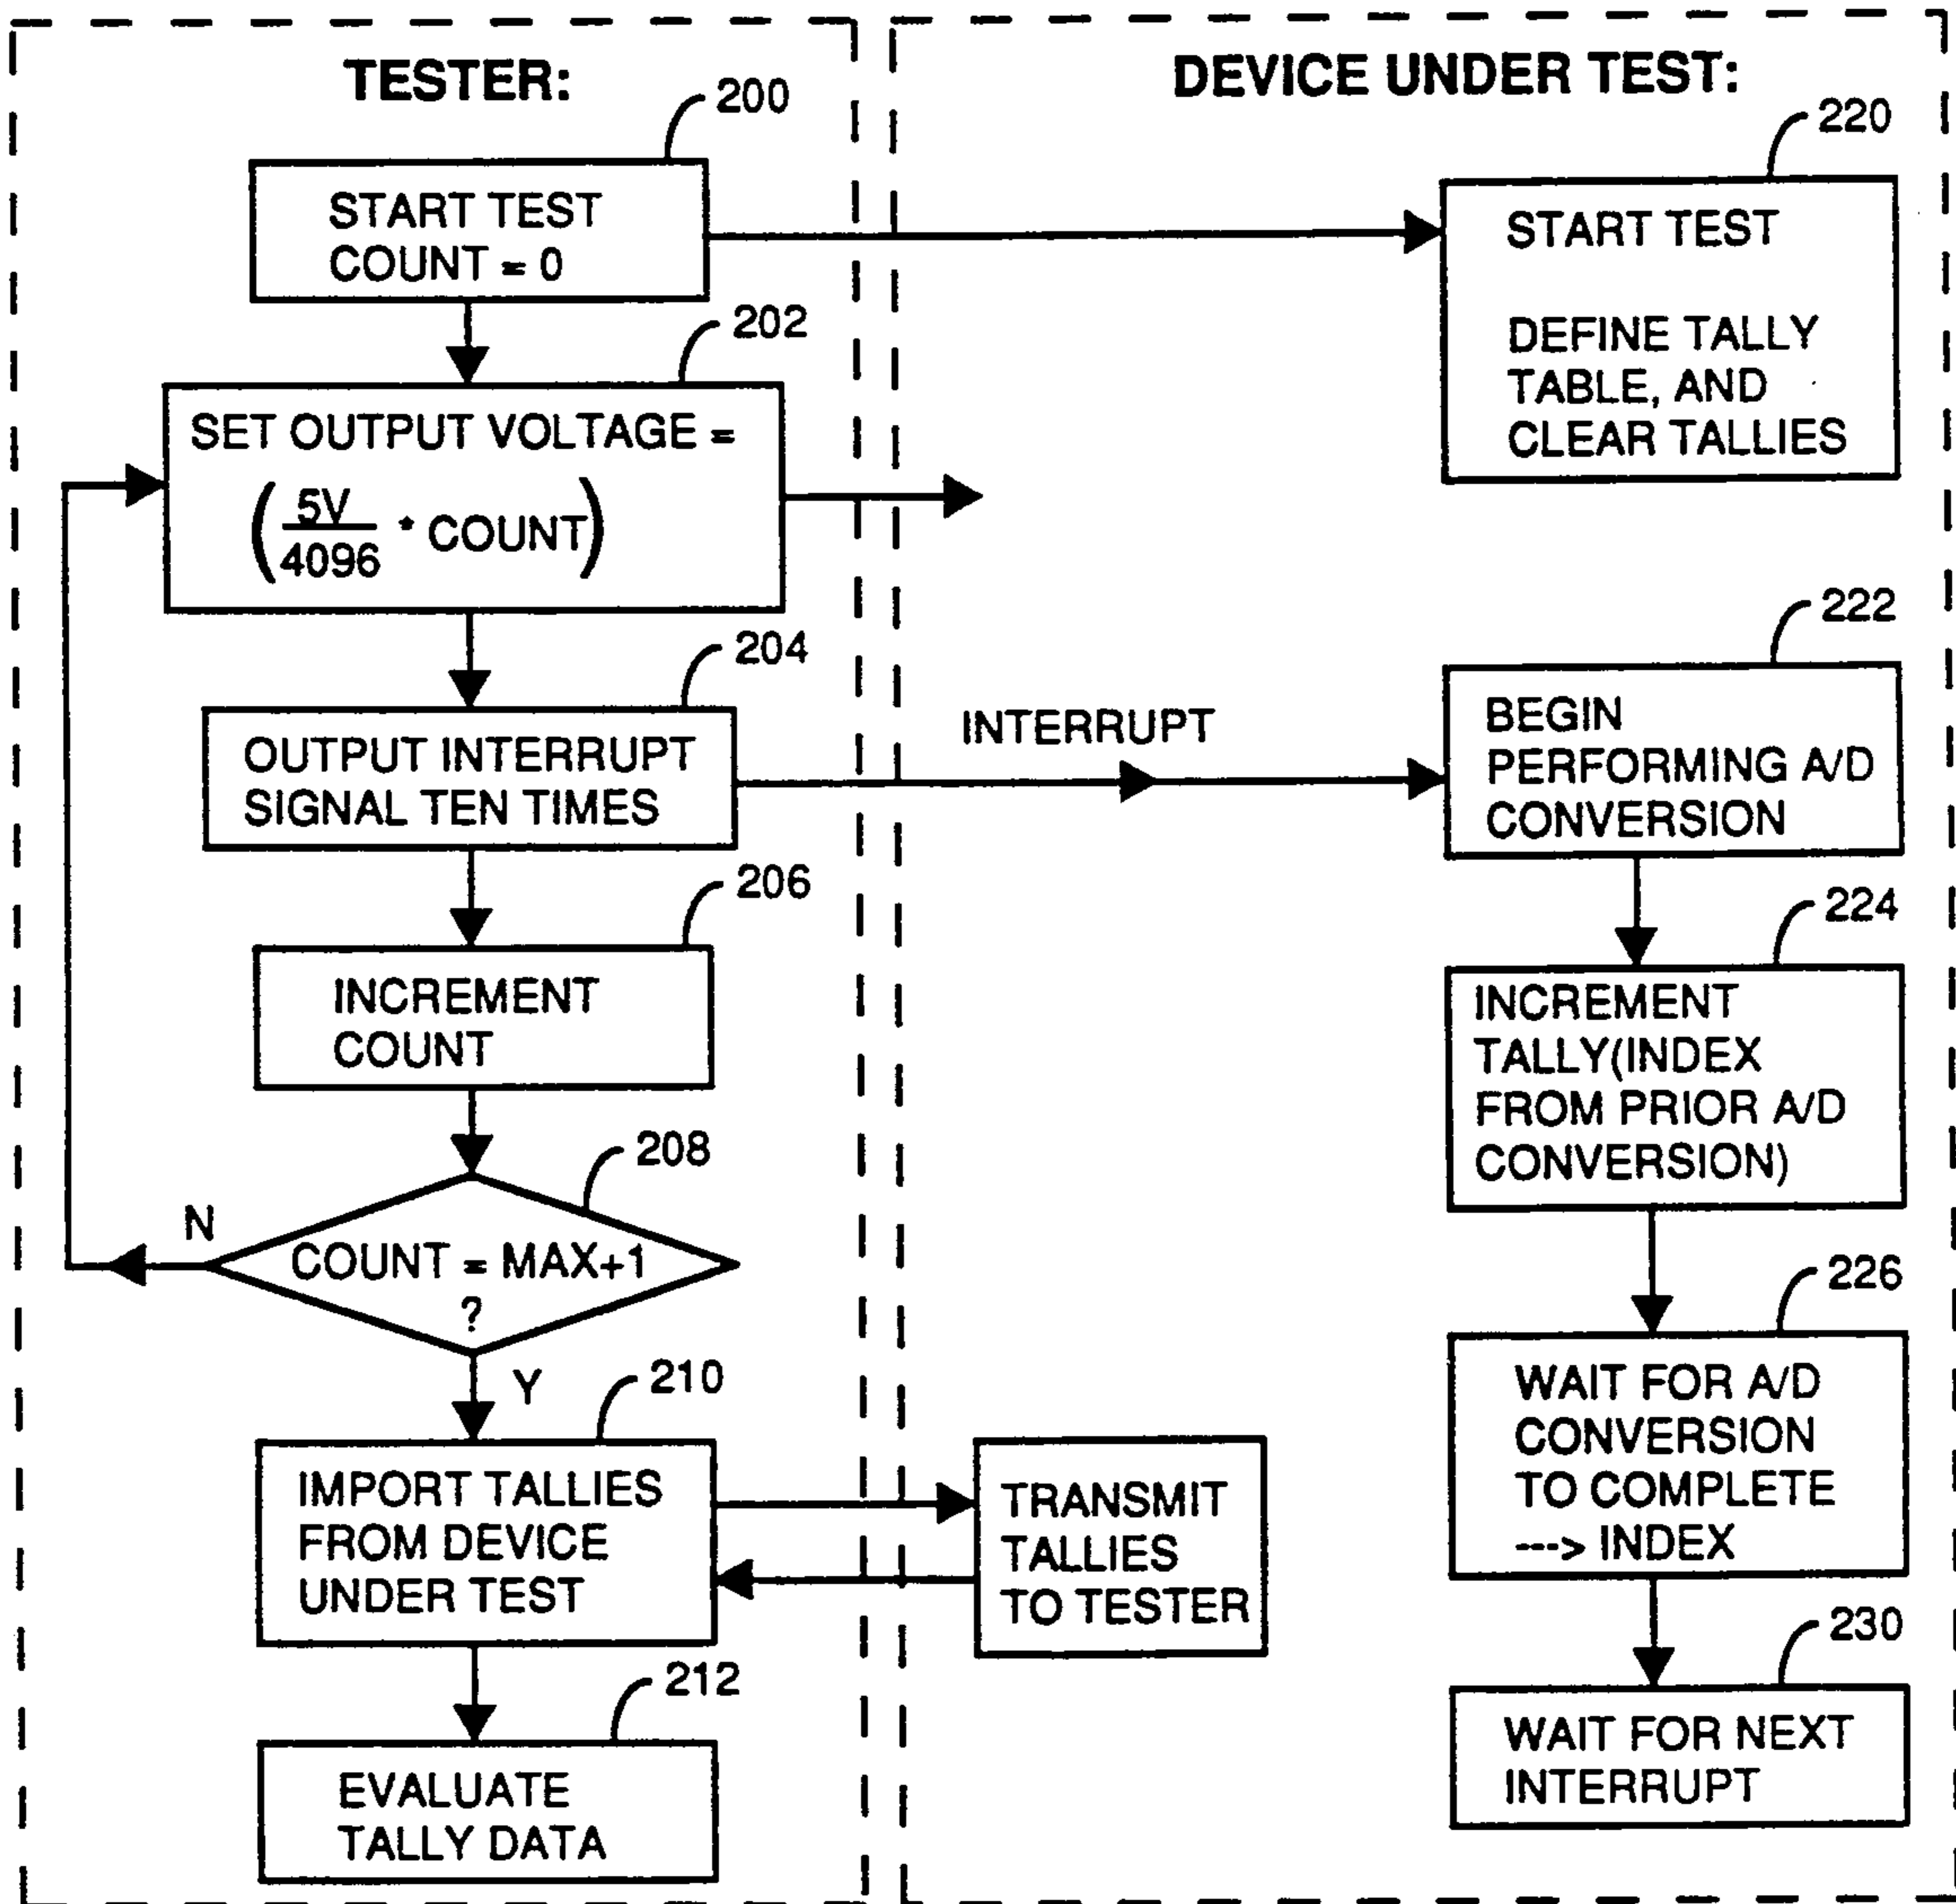 TESTER:
200
START TEST
COUNT = 0
202
SET OUTPUT VOLTAGE =
(5V/4096 * COUNT)
204
OUTPUT INTERRUPT
SIGNAL TEN TIMES
206
INCREMENT
COUNT
208
N
COUNT = MAX+1
?
Y
210
IMPORT TALLIES
FROM DEVICE
UNDER TEST
212
EVALUATE
TALLY DATA
DEVICE UNDER TEST:
220
START TEST
DEFINE TALLY
TABLE, AND
CLEAR TALLIES
INTERRUPT
222
BEGIN
PERFORMING A/D
CONVERSION
224
INCREMENT
TALLY(INDEX
FROM PRIOR A/D
CONVERSION)
226
WAIT FOR A/D
CONVERSION
TO COMPLETE
---> INDEX
TRANSMIT
TALLIES
TO TESTER
230
WAIT FOR NEXT
INTERRUPT